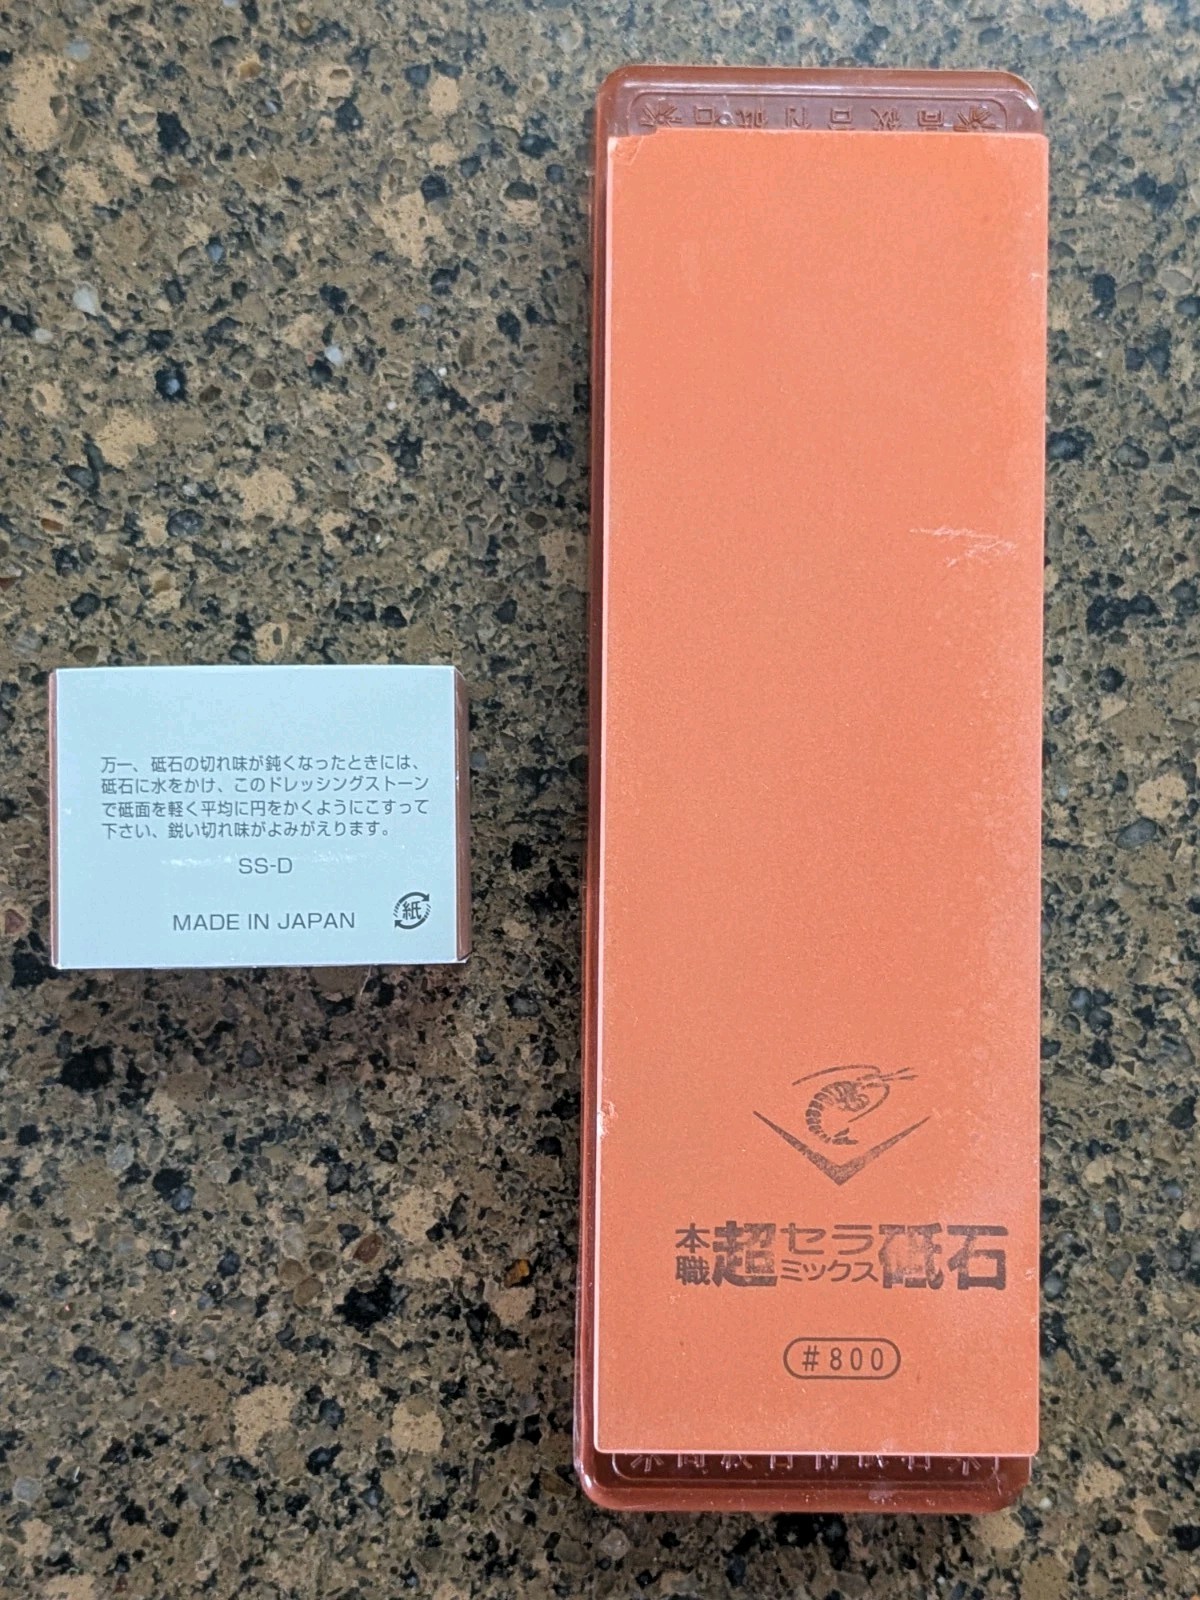 万一、砥石の切れ味が鈍くなったときには、
砥石に水をかけ、このドレッシングストーン
で砥面を軽く平均に円をかくようにこすって
下さい、鋭い切れ味がよみがえります。
SS-D
MADE IN JAPAN
紙
本職 超 セラミックス 砥石
#800